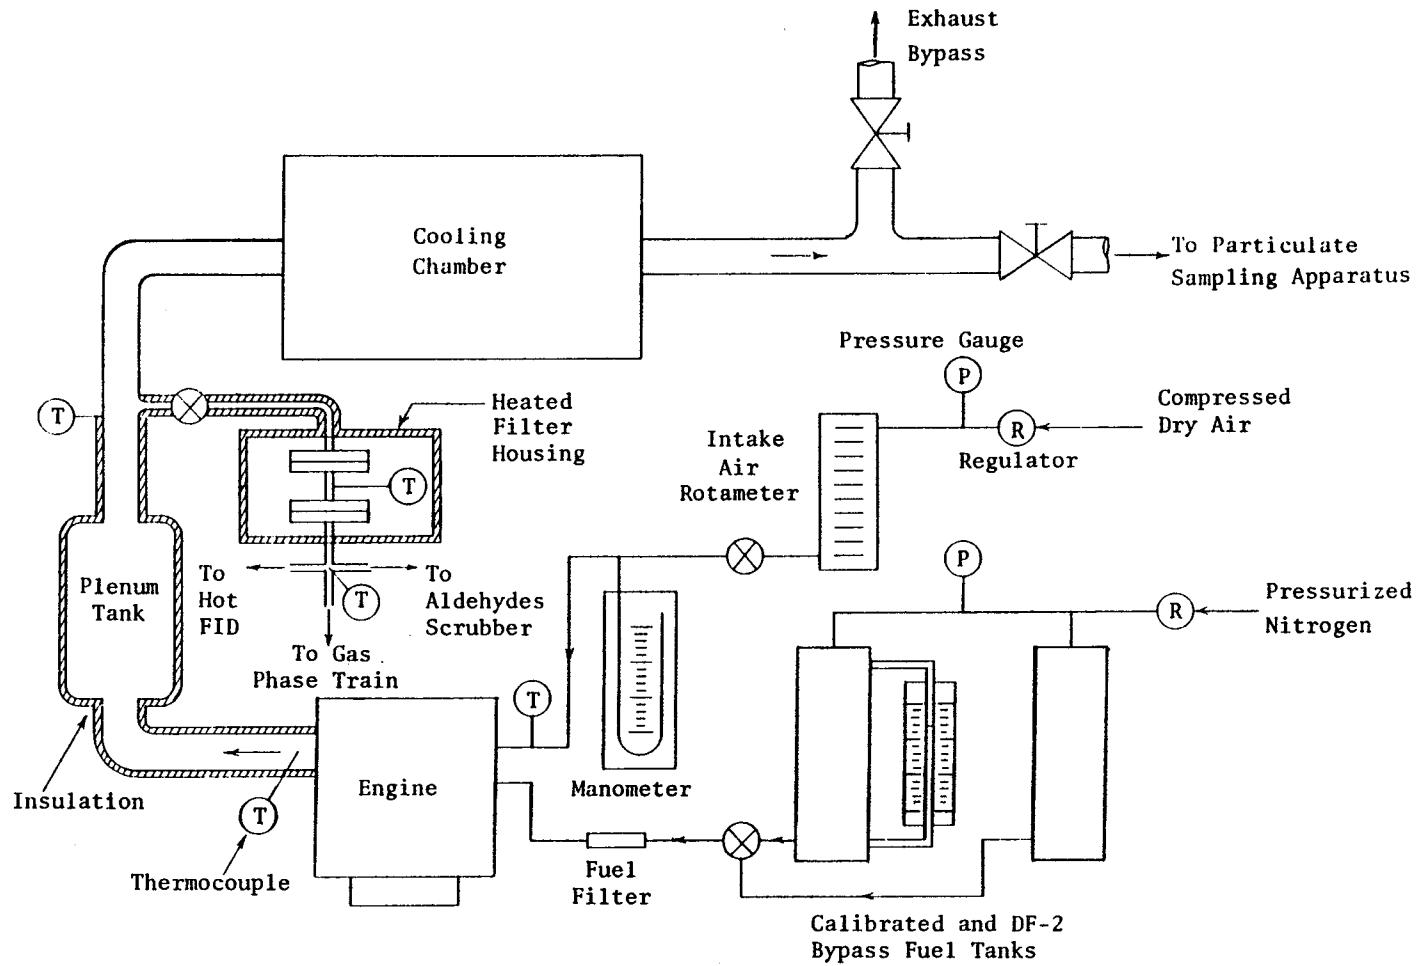 Exhaust
Bypass
Cooling
Chamber
To Particulate
Sampling Apparatus
Pressure Gauge
P
T
Heated
Filter
Housing
Compressed
Dry Air
R
Regulator
Intake
Air
Rotameter
T
P
To
Hot
FID
T
To
Aldehydes
Scrubber
Plenum
Tank
Pressurized
Nitrogen
R
To Gas
Phase Train
T
Engine
Manometer
Insulation
T
Thermocouple
Fuel
Filter
Calibrated and DF-2
Bypass Fuel Tanks